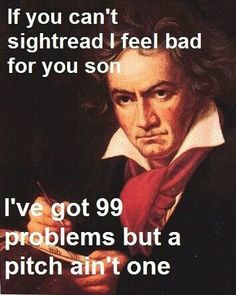 If you can't
sightread I feel bad
for you son
I've got 99
problems but a
pitch ain't one